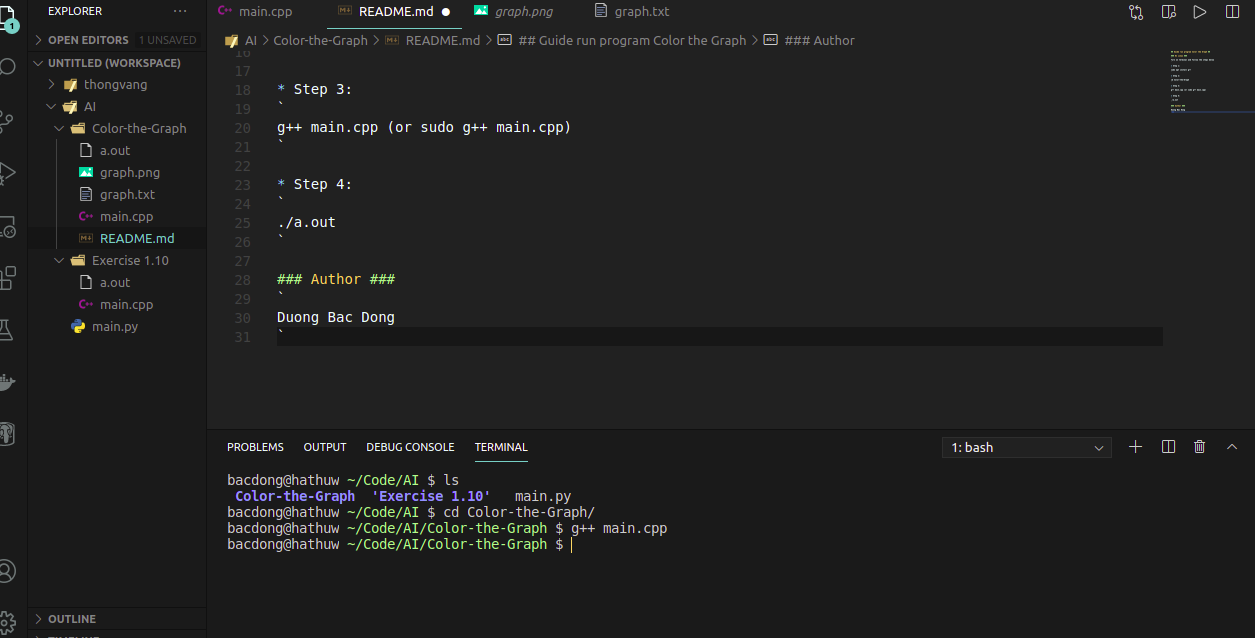 EXPLORER ···
main.cpp README.md ● graph.png graph.txt
OPEN EDITORS 1 UNSAVED
AI > Color-the-Graph > README.md > ## Guide run program Color the Graph > ### Author
UNTITLED (WORKSPACE)
thongvang
AI
Color-the-Graph
a.out
graph.png
graph.txt
main.cpp
README.md
Exercise 1.10
a.out
main.cpp
main.py
OUTLINE
1
16
17
18 * Step 3:
19 `
20 g++ main.cpp (or sudo g++ main.cpp)
21 `
22
23 * Step 4:
24 `
25 ./a.out
26 `
27
28 ### Author ###
29 `
30 Duong Bac Dong
31 `
PROBLEMS OUTPUT DEBUG CONSOLE TERMINAL 1: bash
bacdong@hathuw ~/Code/AI $ ls
Color-the-Graph 'Exercise 1.10' main.py
bacdong@hathuw ~/Code/AI $ cd Color-the-Graph/
bacdong@hathuw ~/Code/AI/Color-the-Graph $ g++ main.cpp
bacdong@hathuw ~/Code/AI/Color-the-Graph $